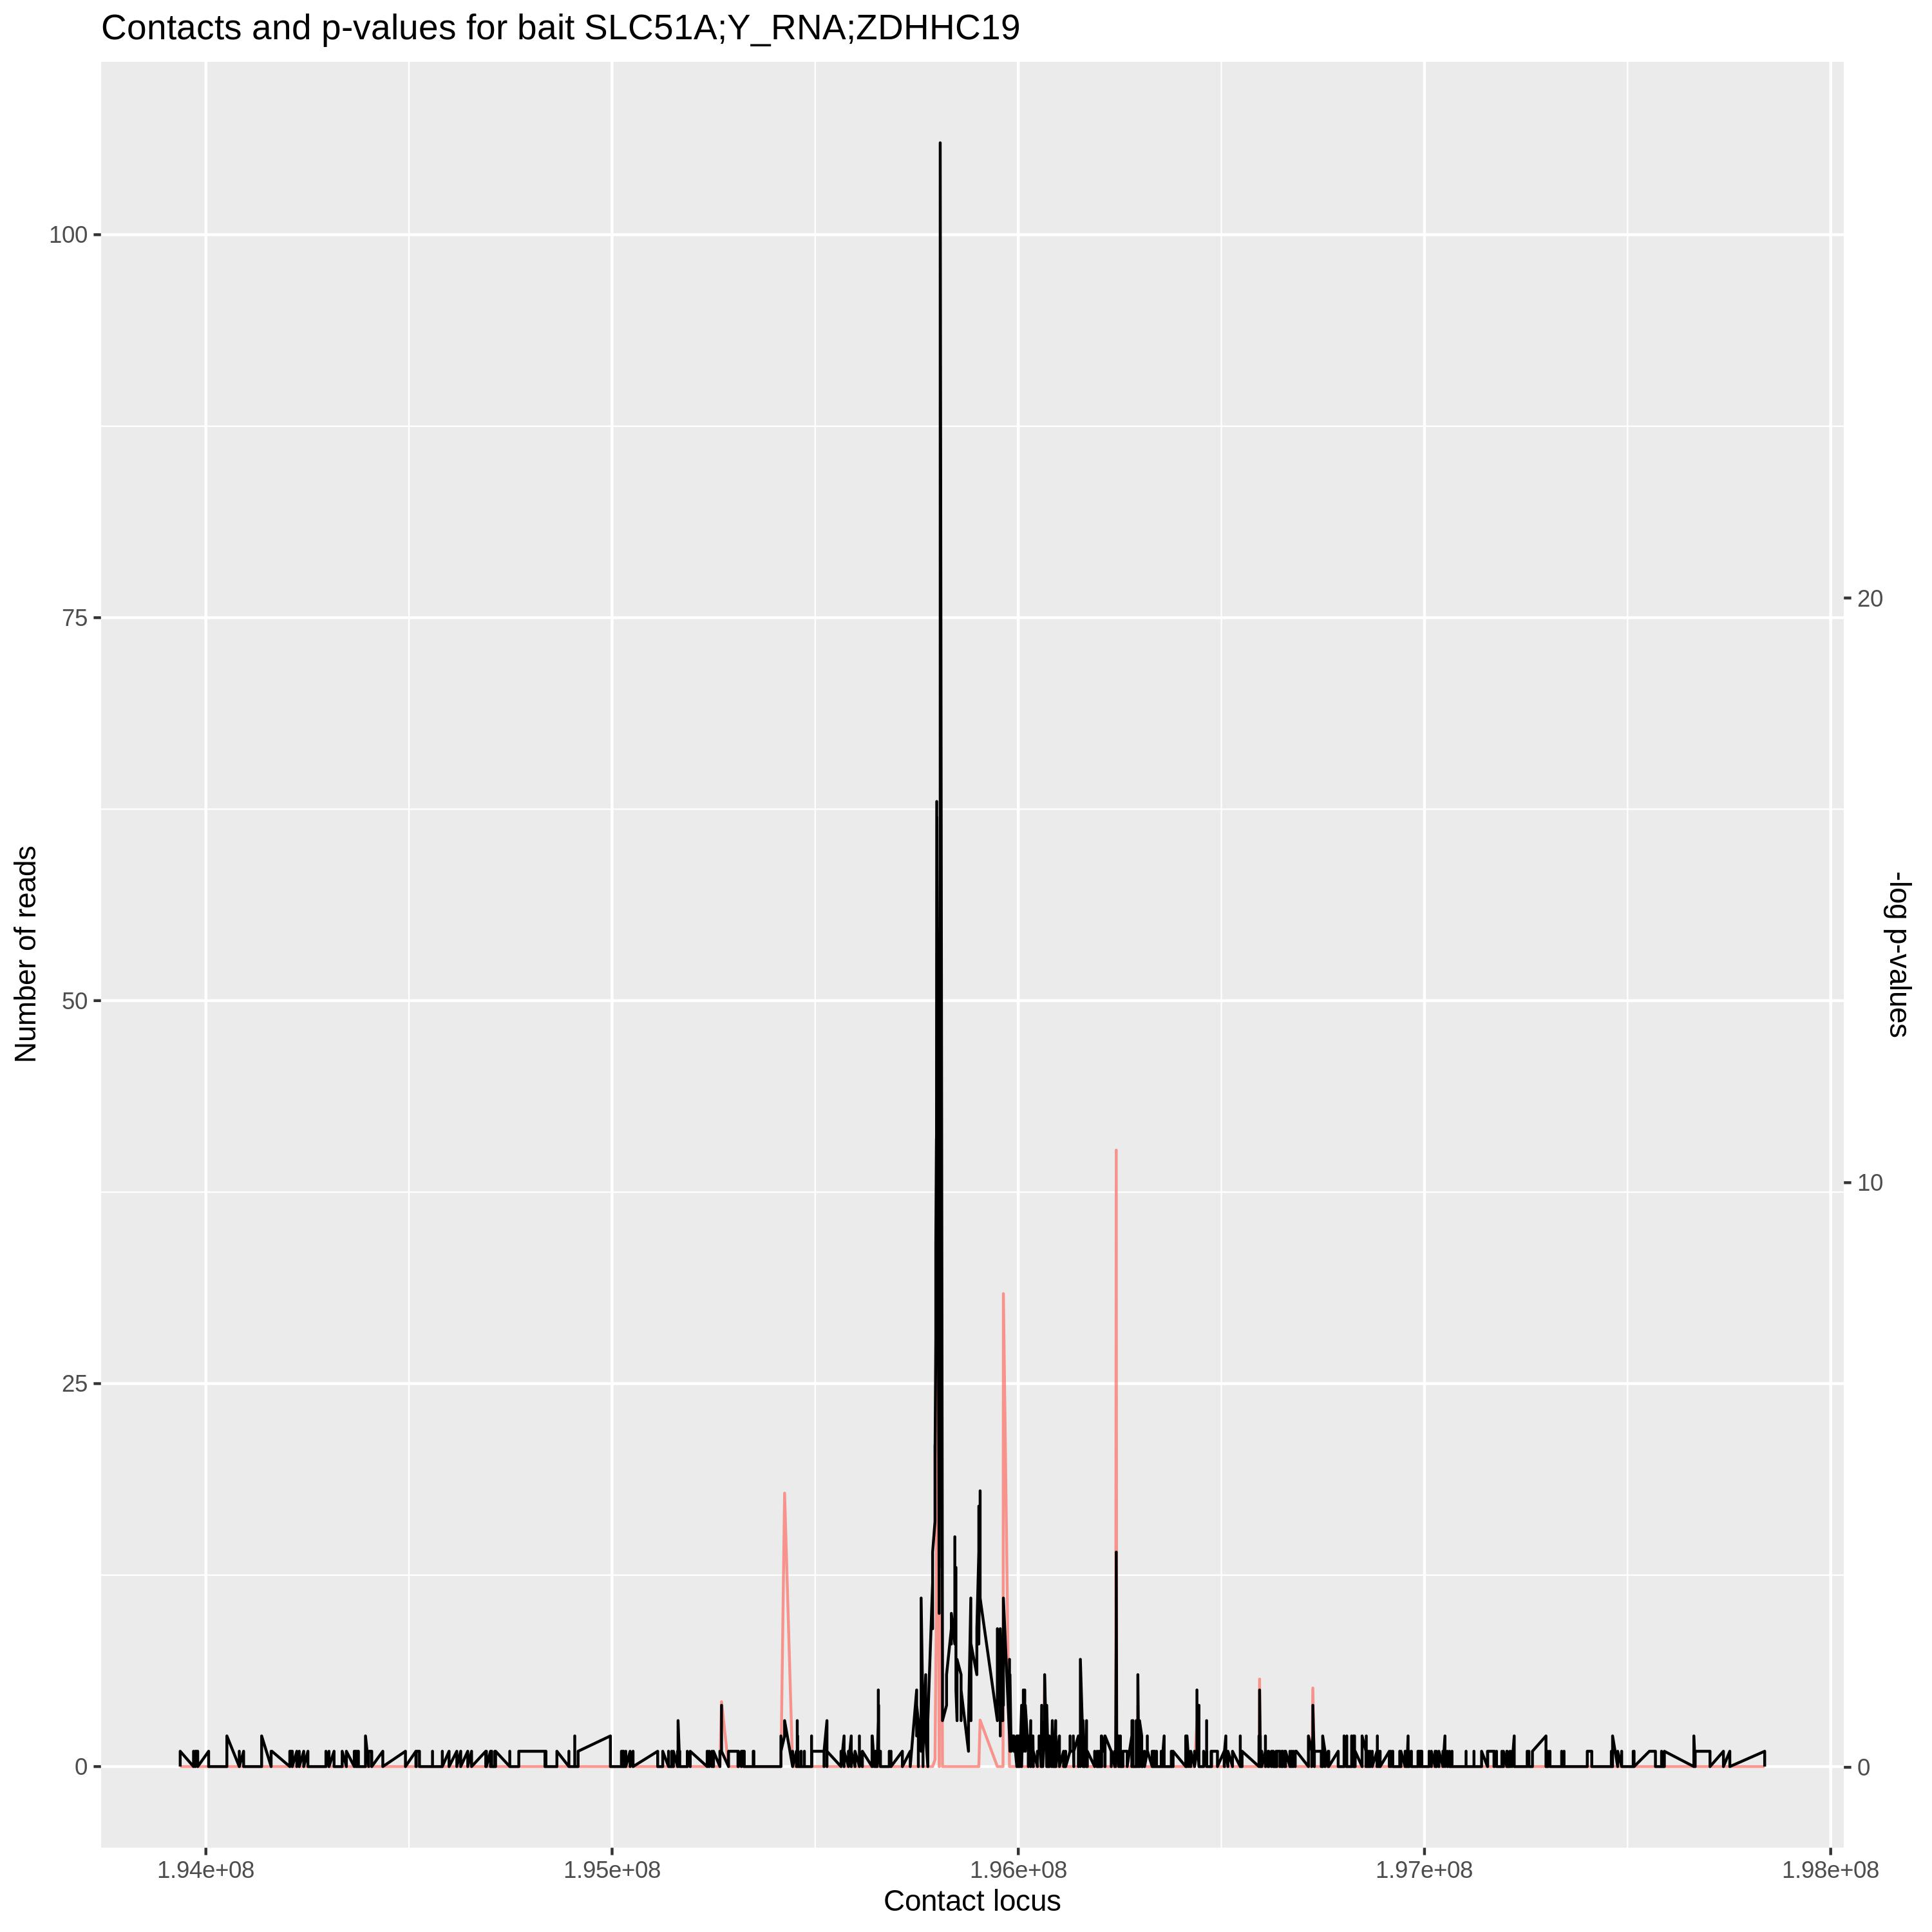 Contacts and p-values for bait SLC51A;Y_RNA;ZDHHC19
100
75
50
25
0
Number of reads
20
10
0
-log p-values
1.94e+08
1.95e+08
1.96e+08
1.97e+08
1.98e+08
Contact locus